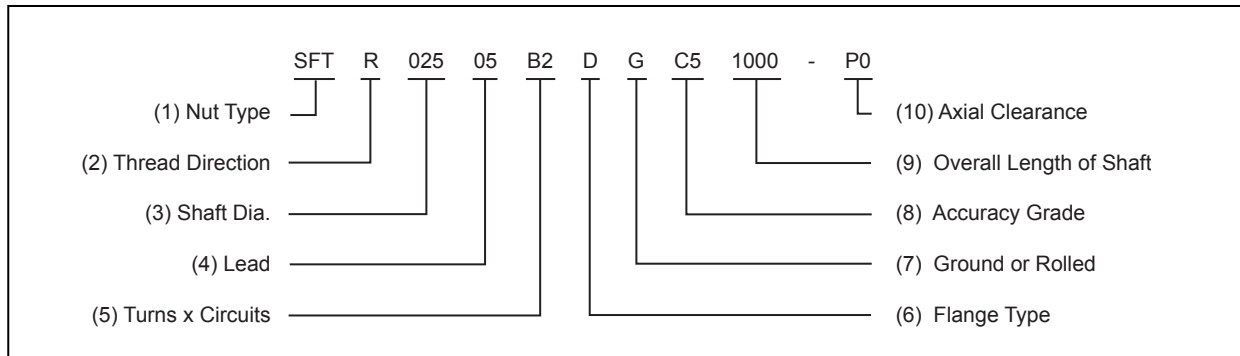 SFT R 025 05 B2 D G C5 1000 - P0
(1) Nut Type
(10) Axial Clearance
(2) Thread Direction
(9) Overall Length of Shaft
(3) Shaft Dia.
(8) Accuracy Grade
(4) Lead
(7) Ground or Rolled
(5) Turns x Circuits
(6) Flange Type